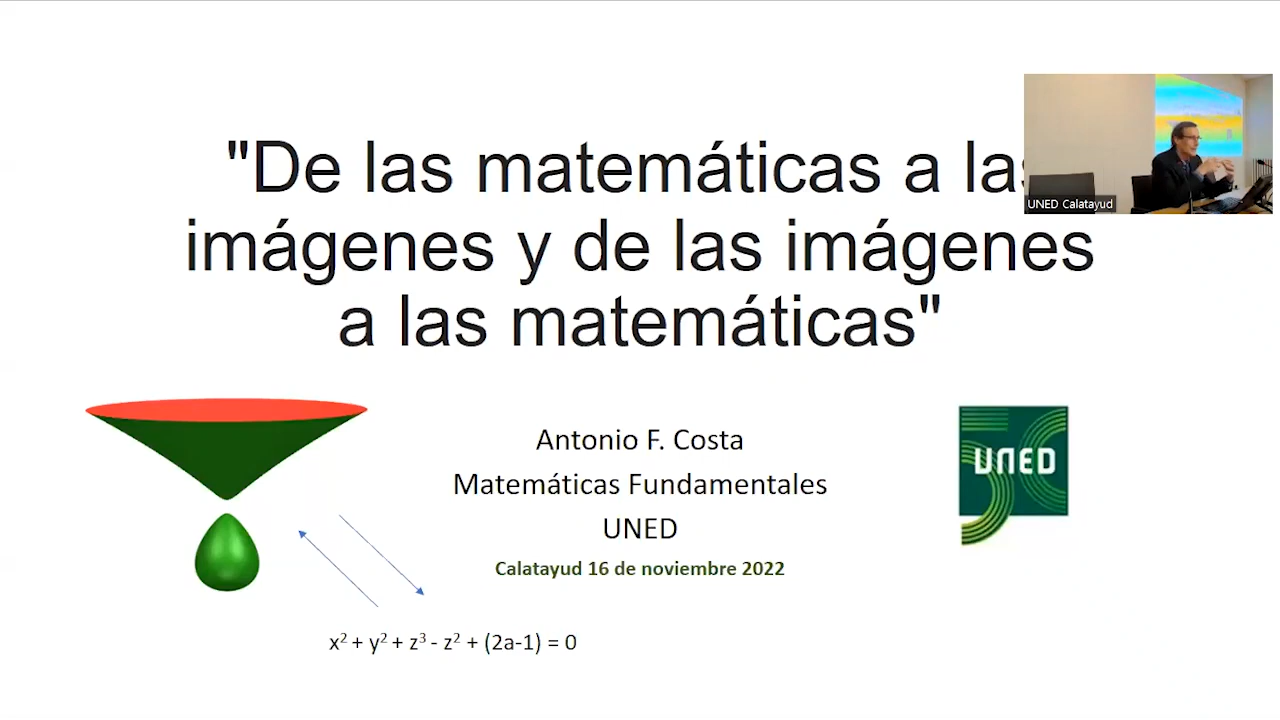 "De las matemáticas a las
imágenes y de las imágenes
a las matemáticas"
UNED Calatayud
Antonio F. Costa
Matemáticas Fundamentales
UNED
Calatayud 16 de noviembre 2022
UNED
50
x² + y² + z³ - z² + (2a-1) = 0